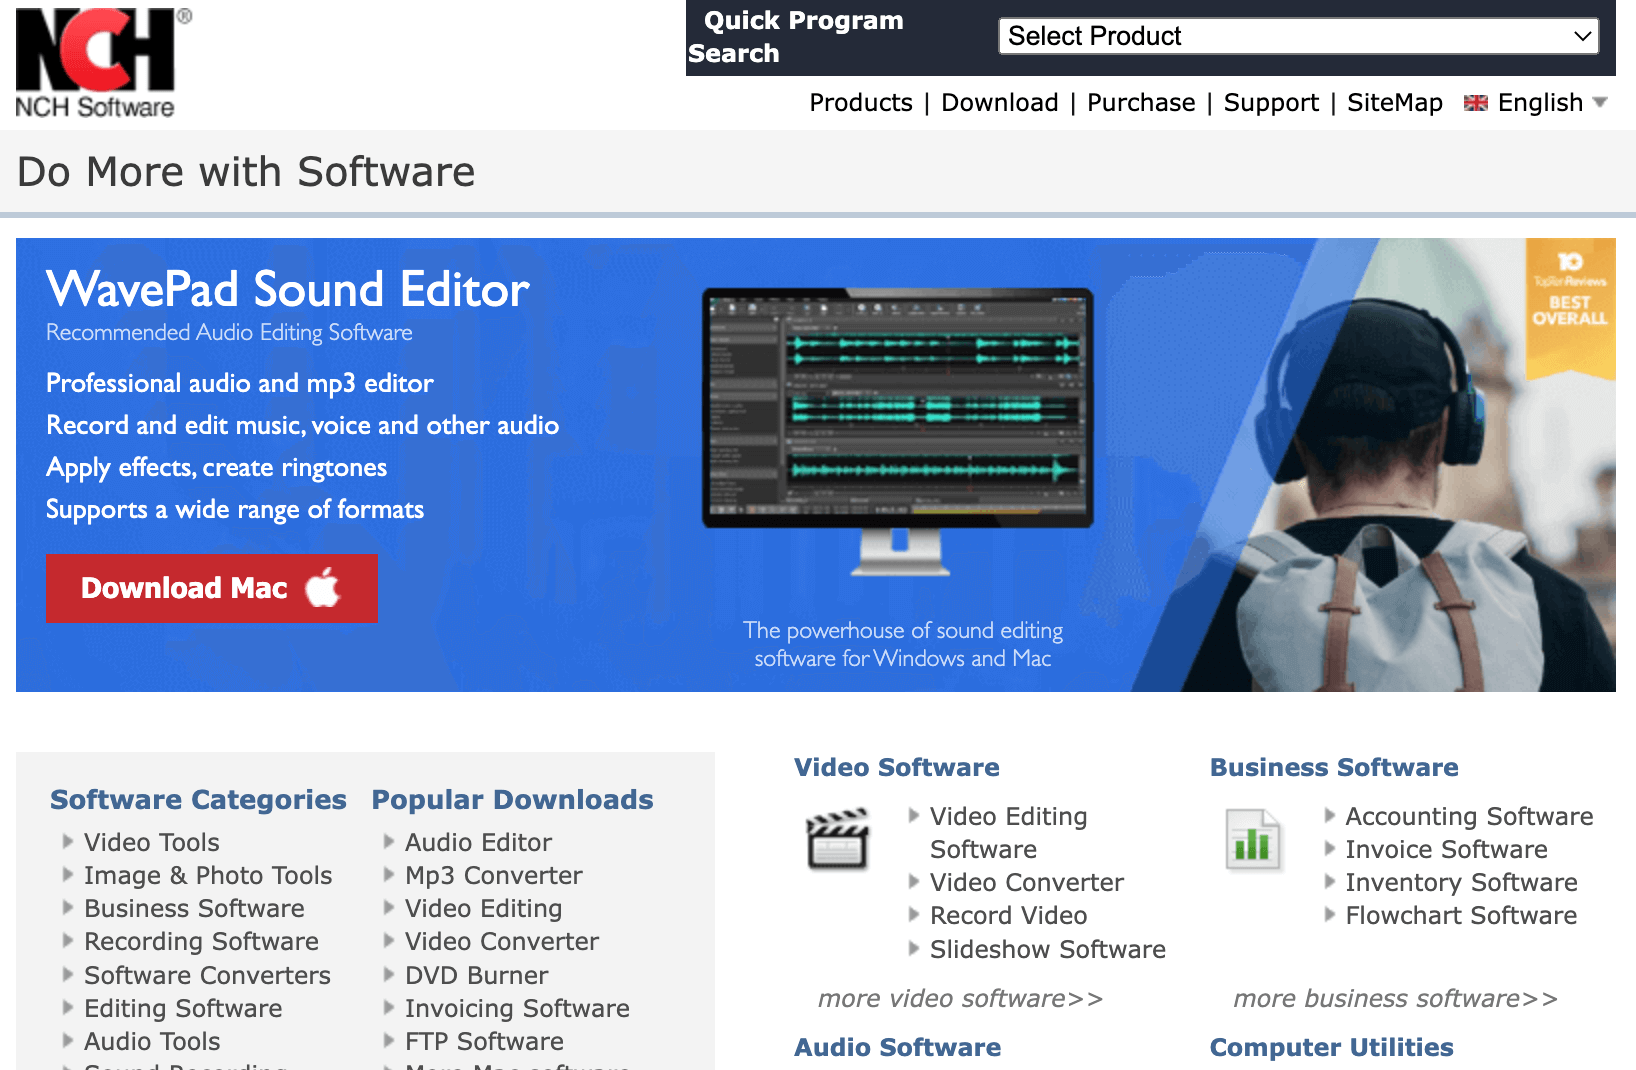 NCH®
NCH Software
Quick Program
Search
Select Product
Products | Download | Purchase | Support | SiteMap English
Do More with Software
WavePad Sound Editor
Recommended Audio Editing Software
Professional audio and mp3 editor
Record and edit music, voice and other audio
Apply effects, create ringtones
Supports a wide range of formats
Download Mac
The powerhouse of sound editing
software for Windows and Mac
10
TopTenReviews
BEST
OVERALL
Software Categories
Video Tools
Image & Photo Tools
Business Software
Recording Software
Software Converters
Editing Software
Audio Tools
Sound Recording
Popular Downloads
Audio Editor
Mp3 Converter
Video Editing
Video Converter
DVD Burner
Invoicing Software
FTP Software
More Mac software
Video Software
Video Editing
Software
Video Converter
Record Video
Slideshow Software
more video software>>
Audio Software
Business Software
Accounting Software
Invoice Software
Inventory Software
Flowchart Software
more business software>>
Computer Utilities